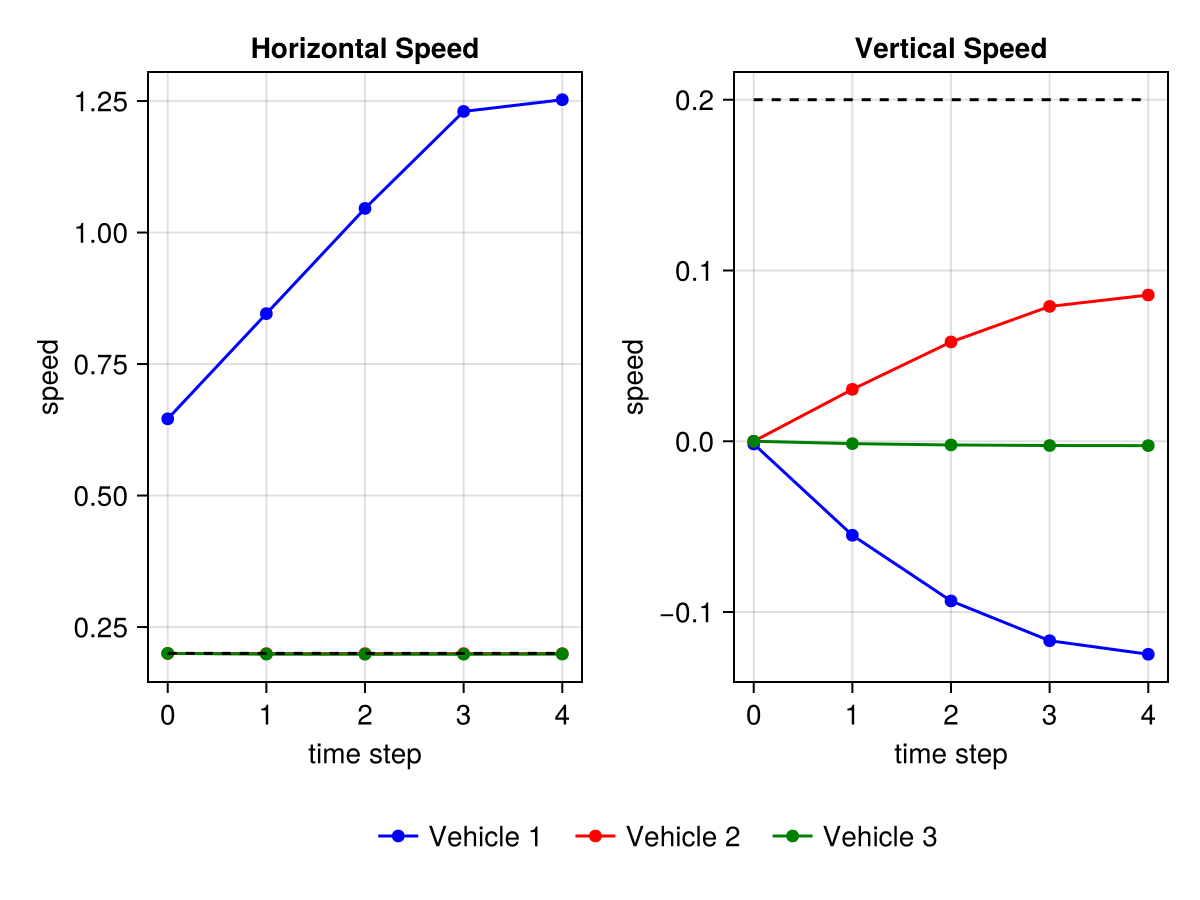 Horizontal Speed
Vertical Speed
1.25
1.00
0.75
0.50
0.25
speed
0 1 2 3 4
time step
0.2
0.1
0.0
−0.1
speed
0 1 2 3 4
time step
Vehicle 1 Vehicle 2 Vehicle 3